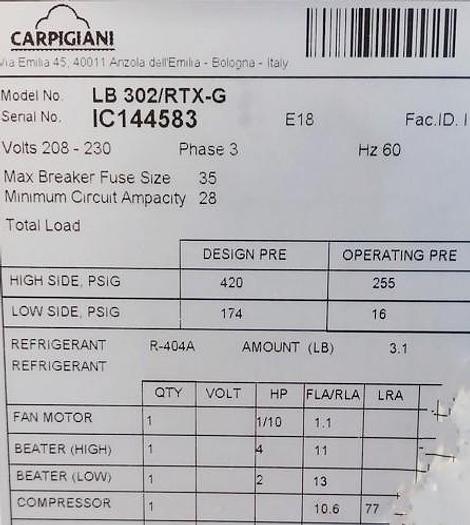 CARPIGIANI
Via Emilia 45, 40011 Anzola dell'Emilia - Bologna - Italy
Model No. LB 302/RTX-G
Serial No. IC144583 E18 Fac.ID. I
Volts 208 - 230 Phase 3 Hz 60
Max Breaker Fuse Size 35
Minimum Circuit Ampacity 28
Total Load
DESIGN PRE OPERATING PRE
HIGH SIDE, PSIG 420 255
LOW SIDE, PSIG 174 16
REFRIGERANT R-404A AMOUNT (LB) 3.1
REFRIGERANT
QTY VOLT HP FLA/RLA LRA
FAN MOTOR 1 1/10 1.1
BEATER (HIGH) 1 4 11
BEATER (LOW) 1 2 13
COMPRESSOR 1 10.6 77